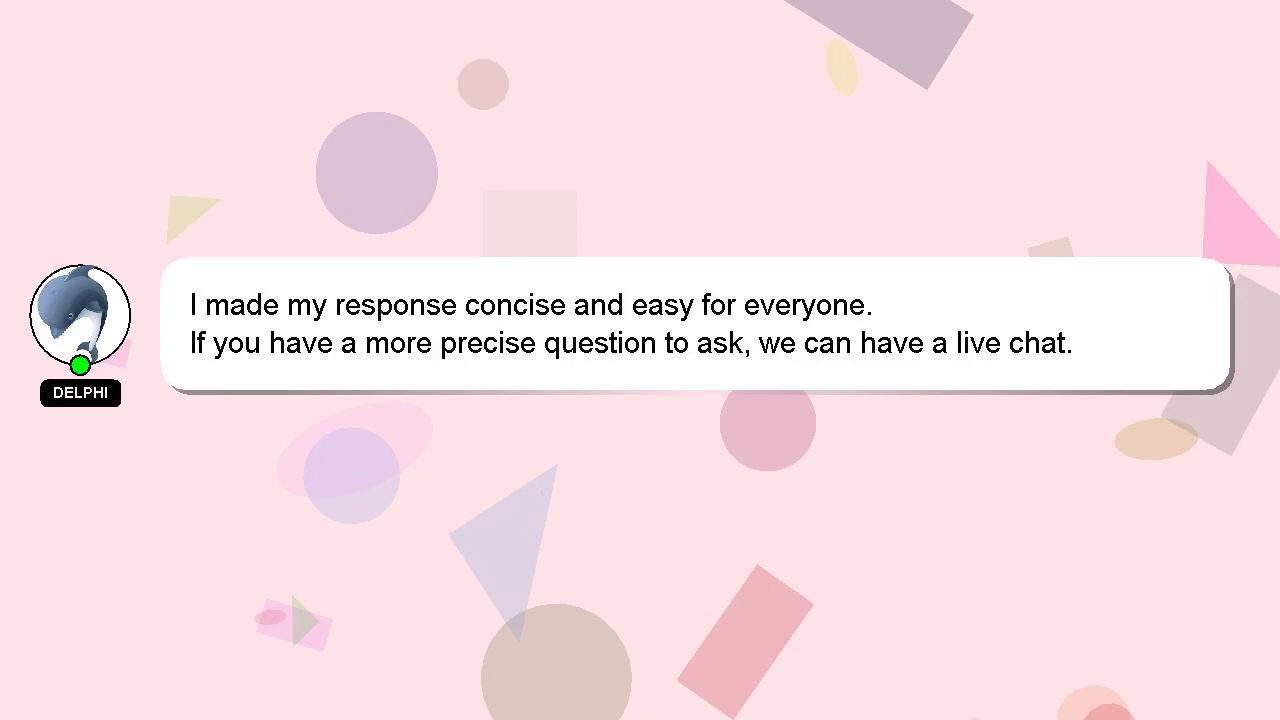 I made my response concise and easy for everyone.
If you have a more precise question to ask, we can have a live chat.
DELPHI